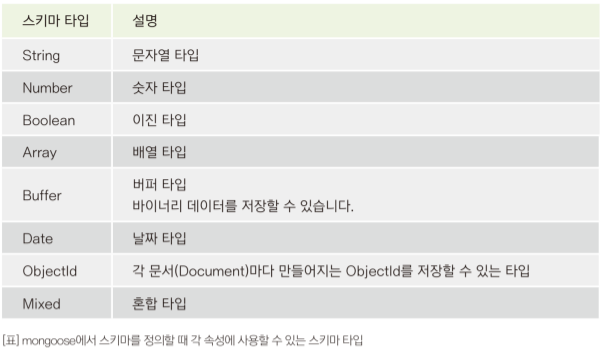 스키마 타입 설명
String 문자열 타입
Number 숫자 타입
Boolean 이진 타입
Array 배열 타입
Buffer 버퍼 타입
바이너리 데이터를 저장할 수 있습니다.
Date 날짜 타입
ObjectId 각 문서(Document)마다 만들어지는 ObjectId를 저장할 수 있는 타입
Mixed 혼합 타입
[표] mongoose에서 스키마를 정의할 때 각 속성에 사용할 수 있는 스키마 타입